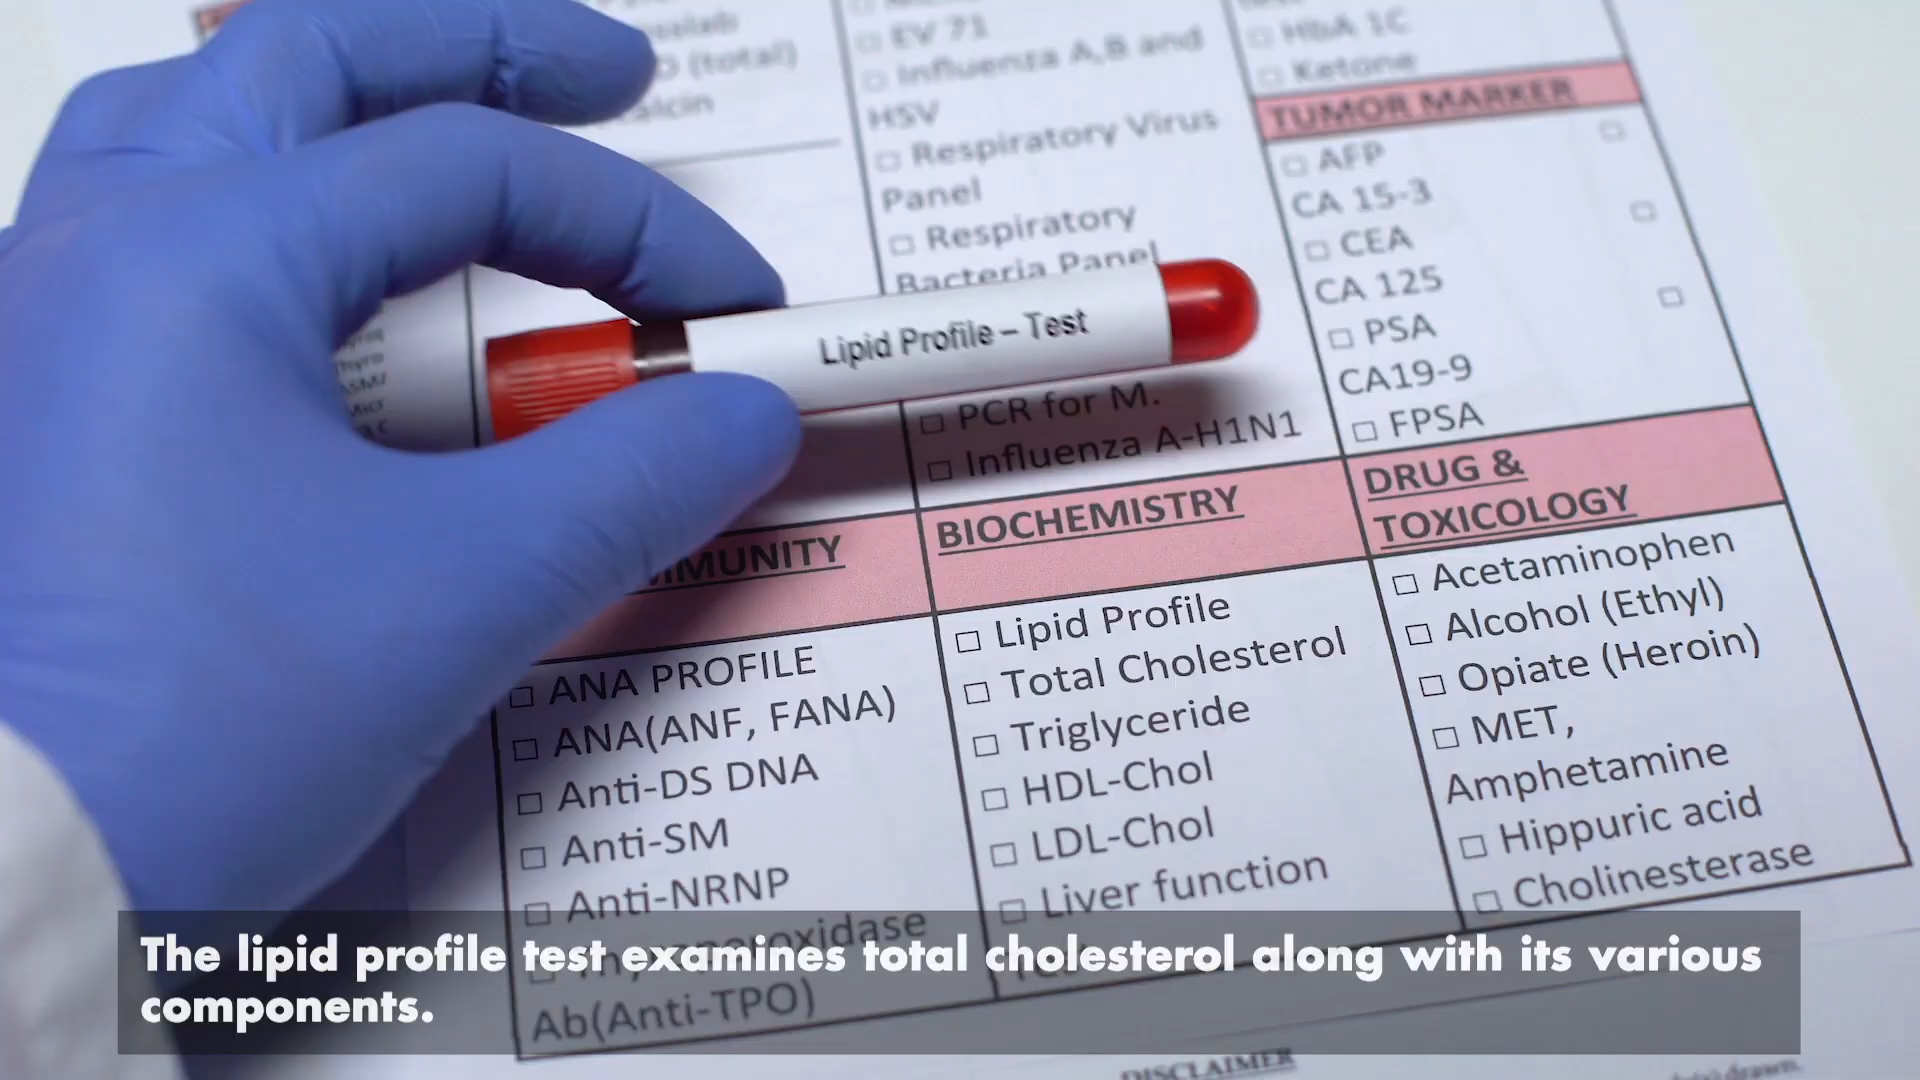 (total)
EV 71
Influenza A,B and
HSV
Respiratory Virus
Panel
Respiratory
Bacteria Panel
PCR for M.
Influenza A-H1N1
HbA 1C
Ketone
TUMOR MARKER
AFP
CA 15-3
CEA
CA 125
PSA
CA19-9
FPSA
Lipid Profile – Test
MMUNITY
ANA PROFILE
ANA(ANF, FANA)
Anti-DS DNA
Anti-SM
Anti-NRNP
Ab(Anti-TPO)
BIOCHEMISTRY
Lipid Profile
Total Cholesterol
Triglyceride
HDL-Chol
LDL-Chol
Liver function
DRUG &
TOXICOLOGY
Acetaminophen
Alcohol (Ethyl)
Opiate (Heroin)
MET,
Amphetamine
Hippuric acid
Cholinesterase
The lipid profile test examines total cholesterol along with its various
components.
DISCLAIMER
drawn.